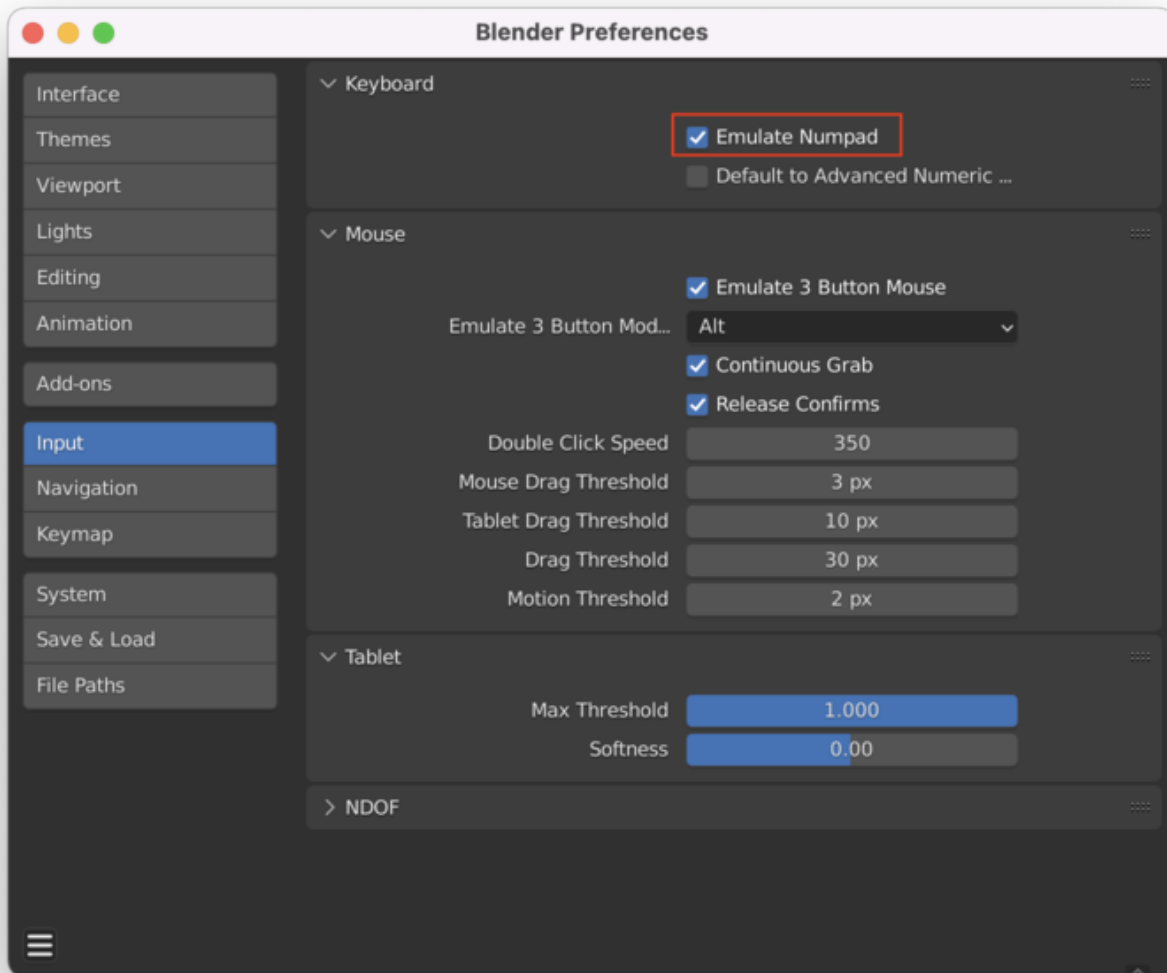 Blender Preferences
Interface
Themes
Viewport
Lights
Editing
Animation
Add-ons
Input
Navigation
Keymap
System
Save & Load
File Paths
Keyboard
Emulate Numpad
Default to Advanced Numeric ...
Mouse
Emulate 3 Button Mouse
Emulate 3 Button Mod... Alt
Continuous Grab
Release Confirms
Double Click Speed 350
Mouse Drag Threshold 3 px
Tablet Drag Threshold 10 px
Drag Threshold 30 px
Motion Threshold 2 px
Tablet
Max Threshold 1.000
Softness 0.00
NDOF